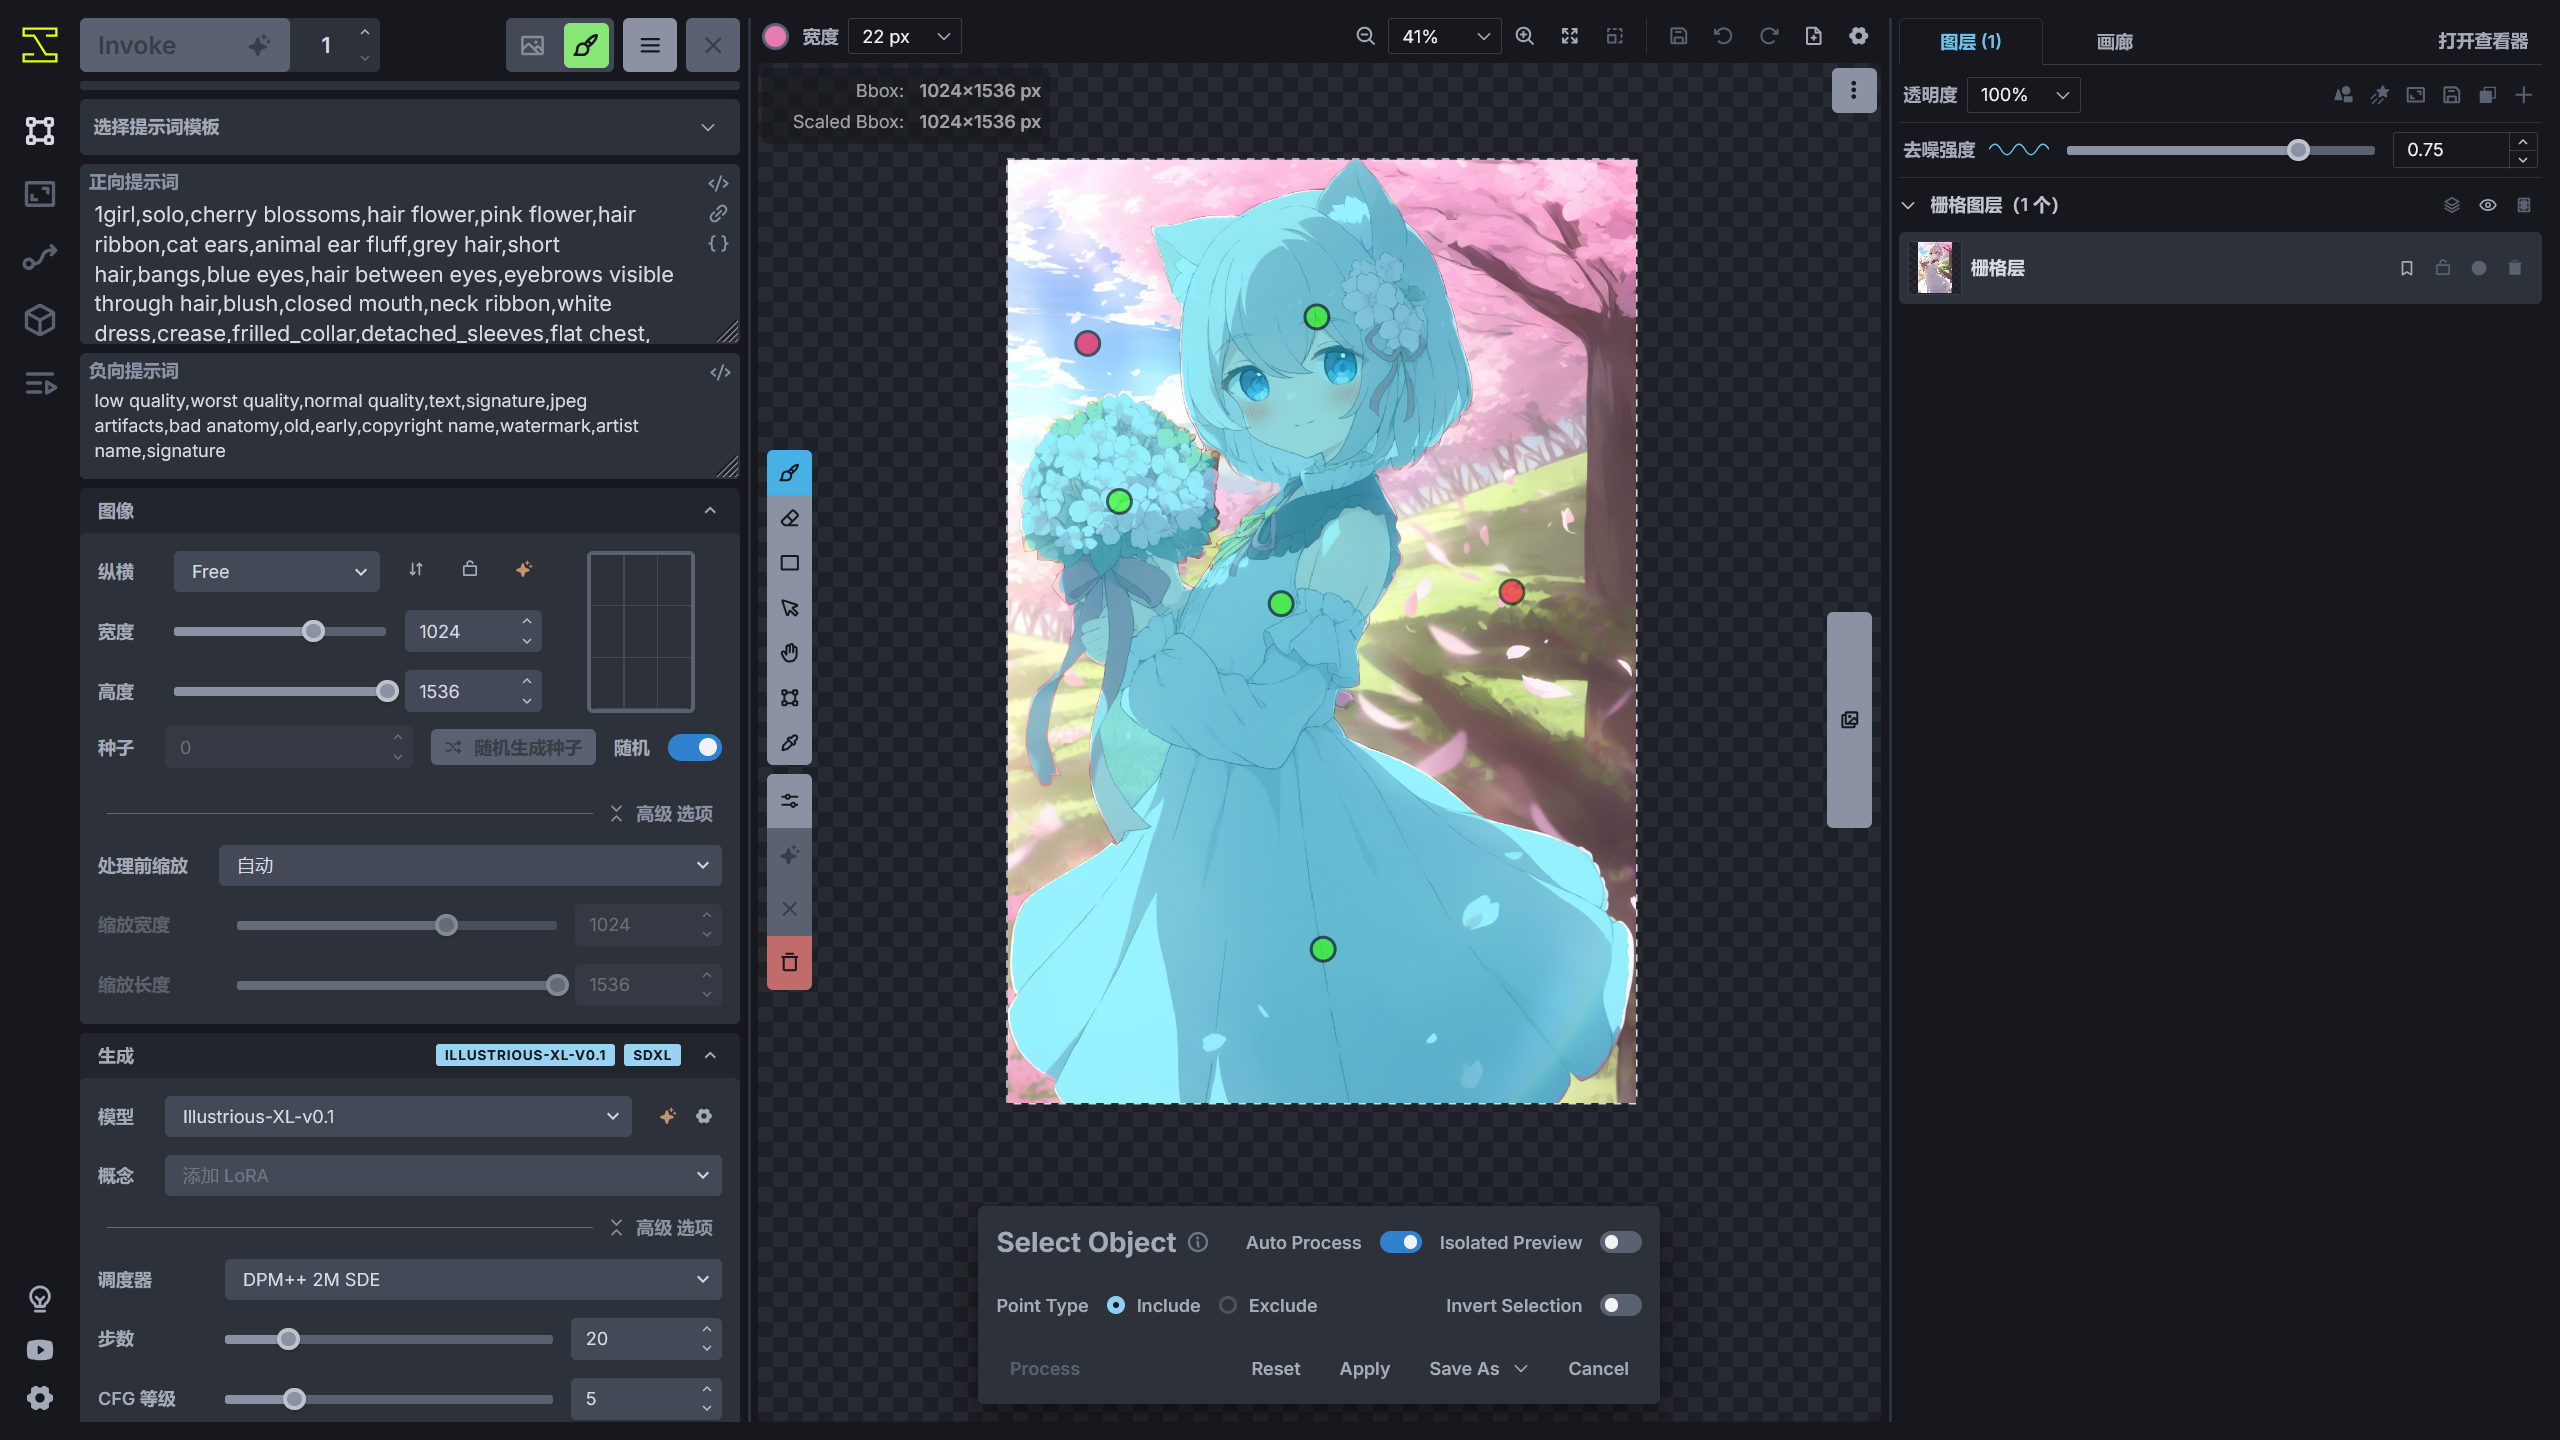 Invoke
1
选择提示词模板
正向提示词
1girl,solo,cherry blossoms,hair flower,pink flower,hair
ribbon,cat ears,animal ear fluff,grey hair,short
hair,bangs,blue eyes,hair between eyes,eyebrows visible
through hair,blush,closed mouth,neck ribbon,white
dress,crease,frilled_collar,detached_sleeves,flat chest,
负向提示词
low quality,worst quality,normal quality,text,signature,jpeg
artifacts,bad anatomy,old,early,copyright name,watermark,artist
name,signature
图像
纵横 Free
宽度 1024
高度 1536
种子 0 随机生成种子 随机
高级 选项
处理前缩放 自动
缩放宽度 1024
缩放长度 1536
生成 ILLUSTRIOUS-XL-V0.1 SDXL
模型 Illustrious-XL-v0.1
概念 添加 LoRA
高级 选项
调度器 DPM++ 2M SDE
步数 20
CFG 等级 5
宽度 22 px
41%
Bbox: 1024×1536 px
Scaled Bbox: 1024×1536 px
Select Object Auto Process Isolated Preview
Point Type Include Exclude Invert Selection
Process Reset Apply Save As Cancel
图层 (1) 画廊 打开查看器
透明度 100%
去噪强度 0.75
栅格图层 (1 个)
栅格层